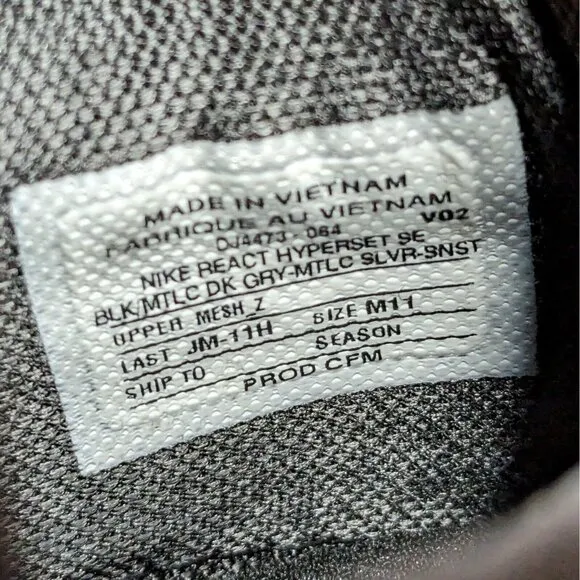 MADE IN VIETNAM
FABRIQUE AU VIETNAM
DJ4473 - 064 V02
NIKE REACT HYPERSET SE
BLK/MTLC DK GRY-MTLC SLVR-SNST
UPPER MESH_Z
LAST JM-11H SIZE M11
SHIP TO SEASON
PROD CFM